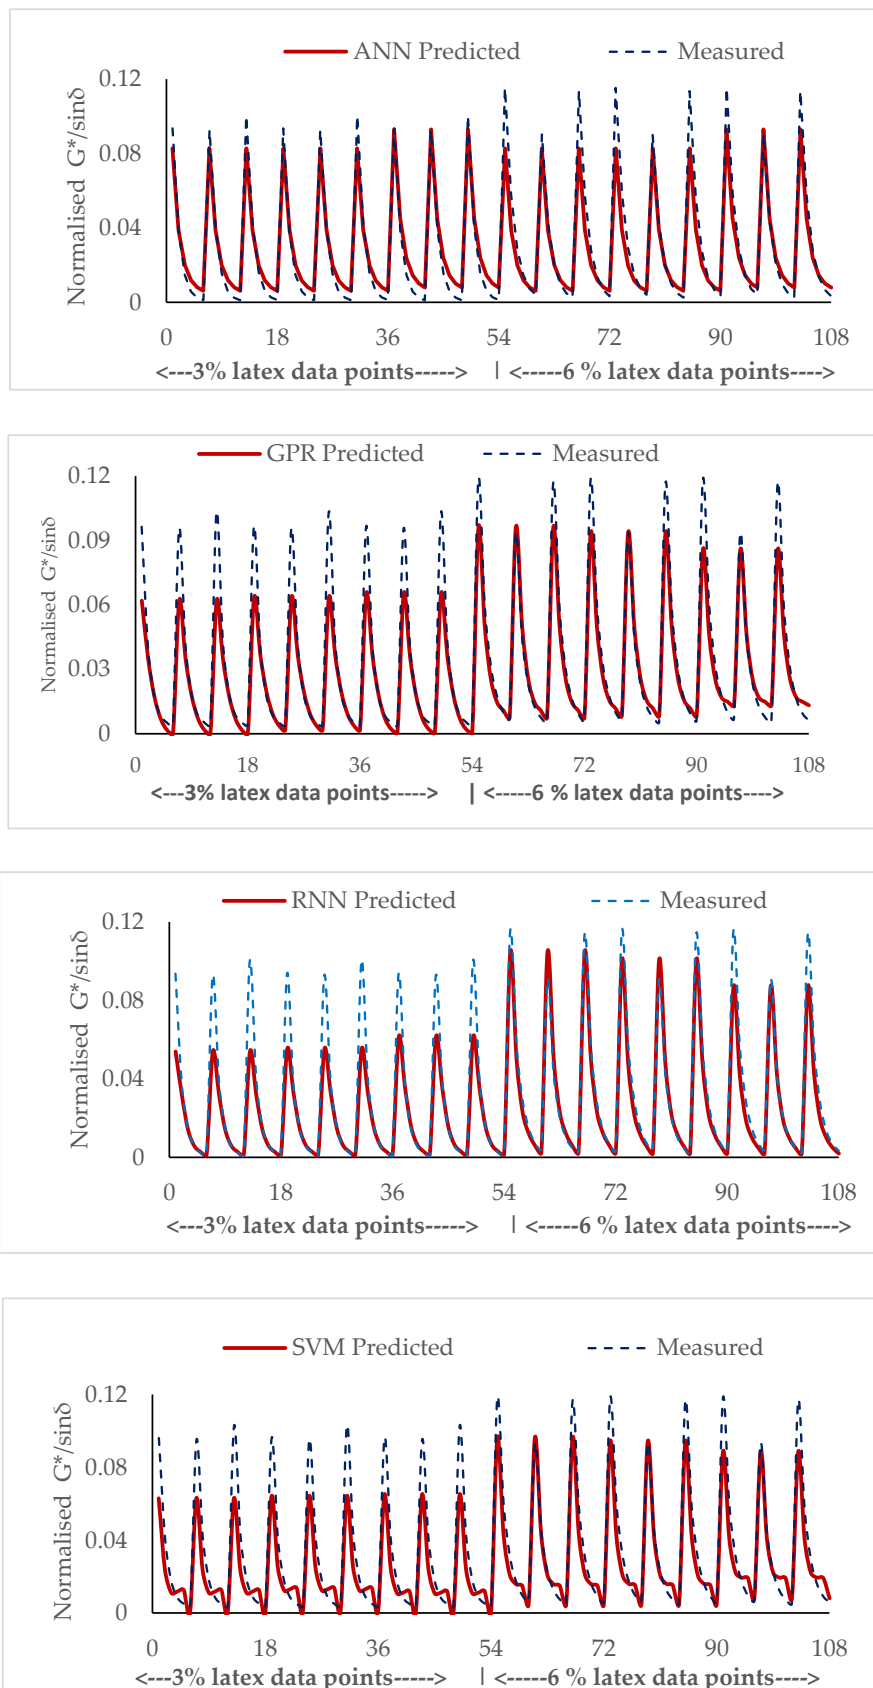 ANN Predicted Measured
Normalised G*/sinδ
0.12
0.08
0.04
0
0 18 36 54 72 90 108
<---3% latex data points-----> | <-----6 % latex data points---->
GPR Predicted Measured
Normalised G*/sinδ
0.12
0.09
0.06
0.03
0
0 18 36 54 72 90 108
<---3% latex data points-----> | <-----6 % latex data points---->
RNN Predicted Measured
Normalised G*/sinδ
0.12
0.08
0.04
0
0 18 36 54 72 90 108
<---3% latex data points-----> | <-----6 % latex data points---->
SVM Predicted Measured
Normalised G*/sinδ
0.12
0.08
0.04
0
0 18 36 54 72 90 108
<---3% latex data points-----> | <-----6 % latex data points---->